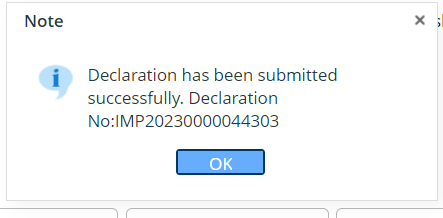 Note
Declaration has been submitted
successfully. Declaration
No:IMP20230000044303
OK